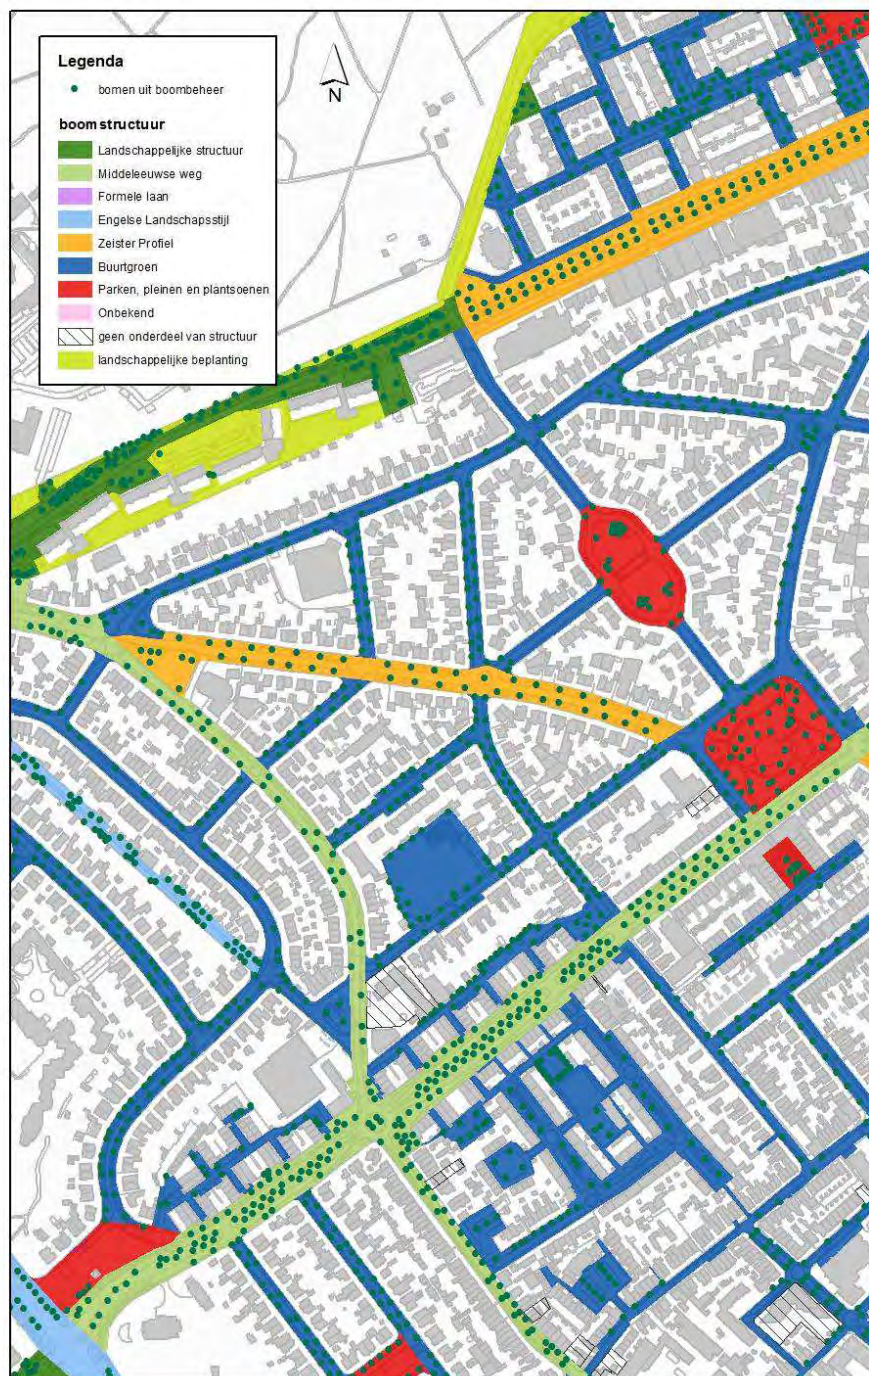 Legenda
bomen uit boombeheer
boomstructuur
Landschappelijke structuur
Middeleeuwse weg
Formele laan
Engelse Landschapsstijl
Zeister Profiel
Buurtgroen
Parken, pleinen en plantsoenen
Onbekend
geen onderdeel van structuur
landschappelijke beplanting
N